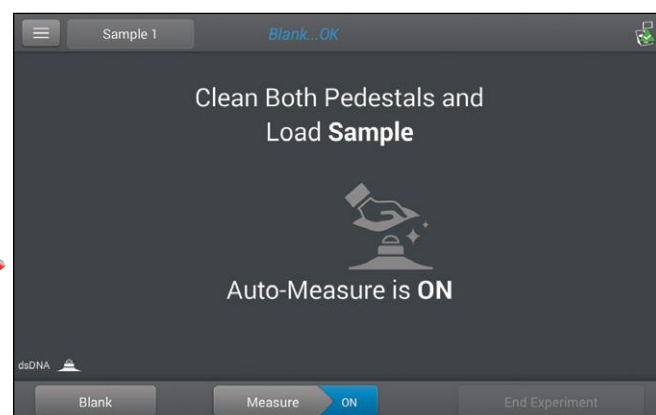 Sample 1
Blank...OK
Clean Both Pedestals and
Load Sample
Auto-Measure is ON
dsDNA
Blank
Measure
ON
End Experiment